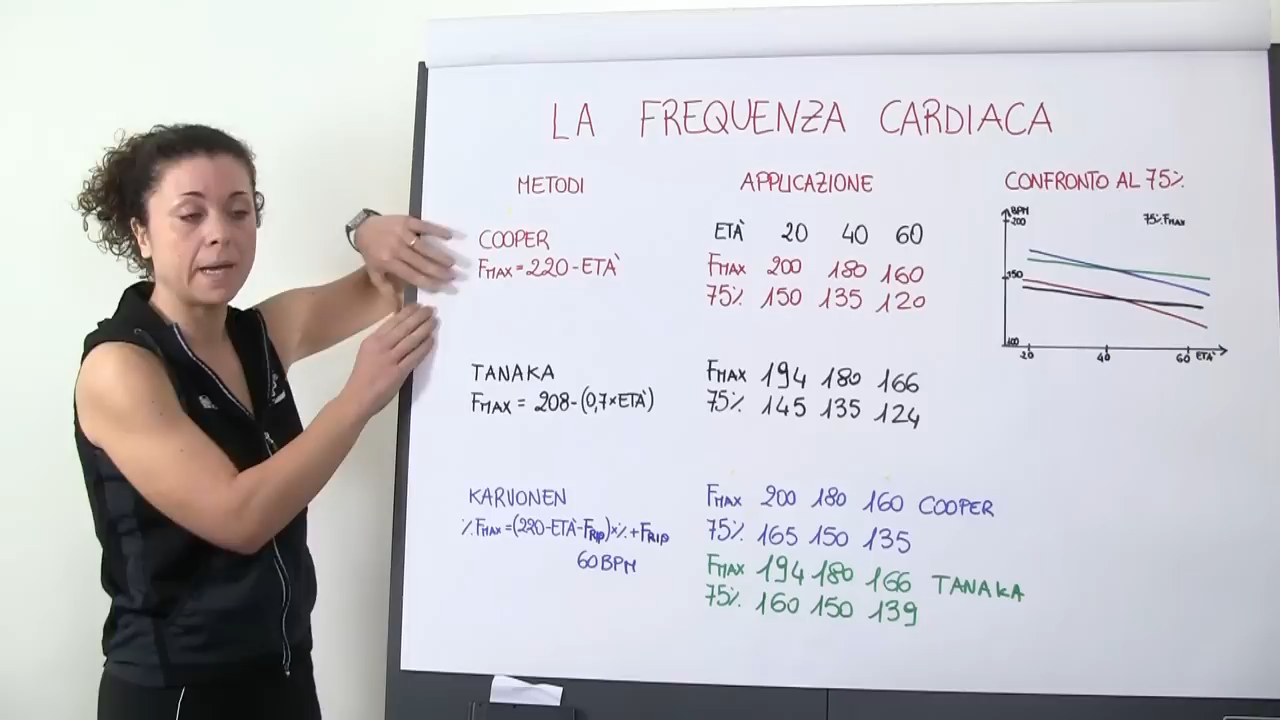 LA FREQUENZA CARDIACA
METODI
APPLICAZIONE
CONFRONTO AL 75%
COOPER
FMAX = 220 - ETÀ
ETÀ 20 40 60
FMAX 200 180 160
75% 150 135 120
BPM
200
75% FMAX
150
100
20 40 60 ETÀ
TANAKA
FMAX = 208 - (0,7×ETÀ)
FMAX 194 180 166
75% 145 135 124
KARVONEN
% FMAX = (220 - ETÀ - FRIP) × % + FRIP
60 BPM
FMAX 200 180 160 COOPER
75% 165 150 135
FMAX 194 180 166 TANAKA
75% 160 150 139